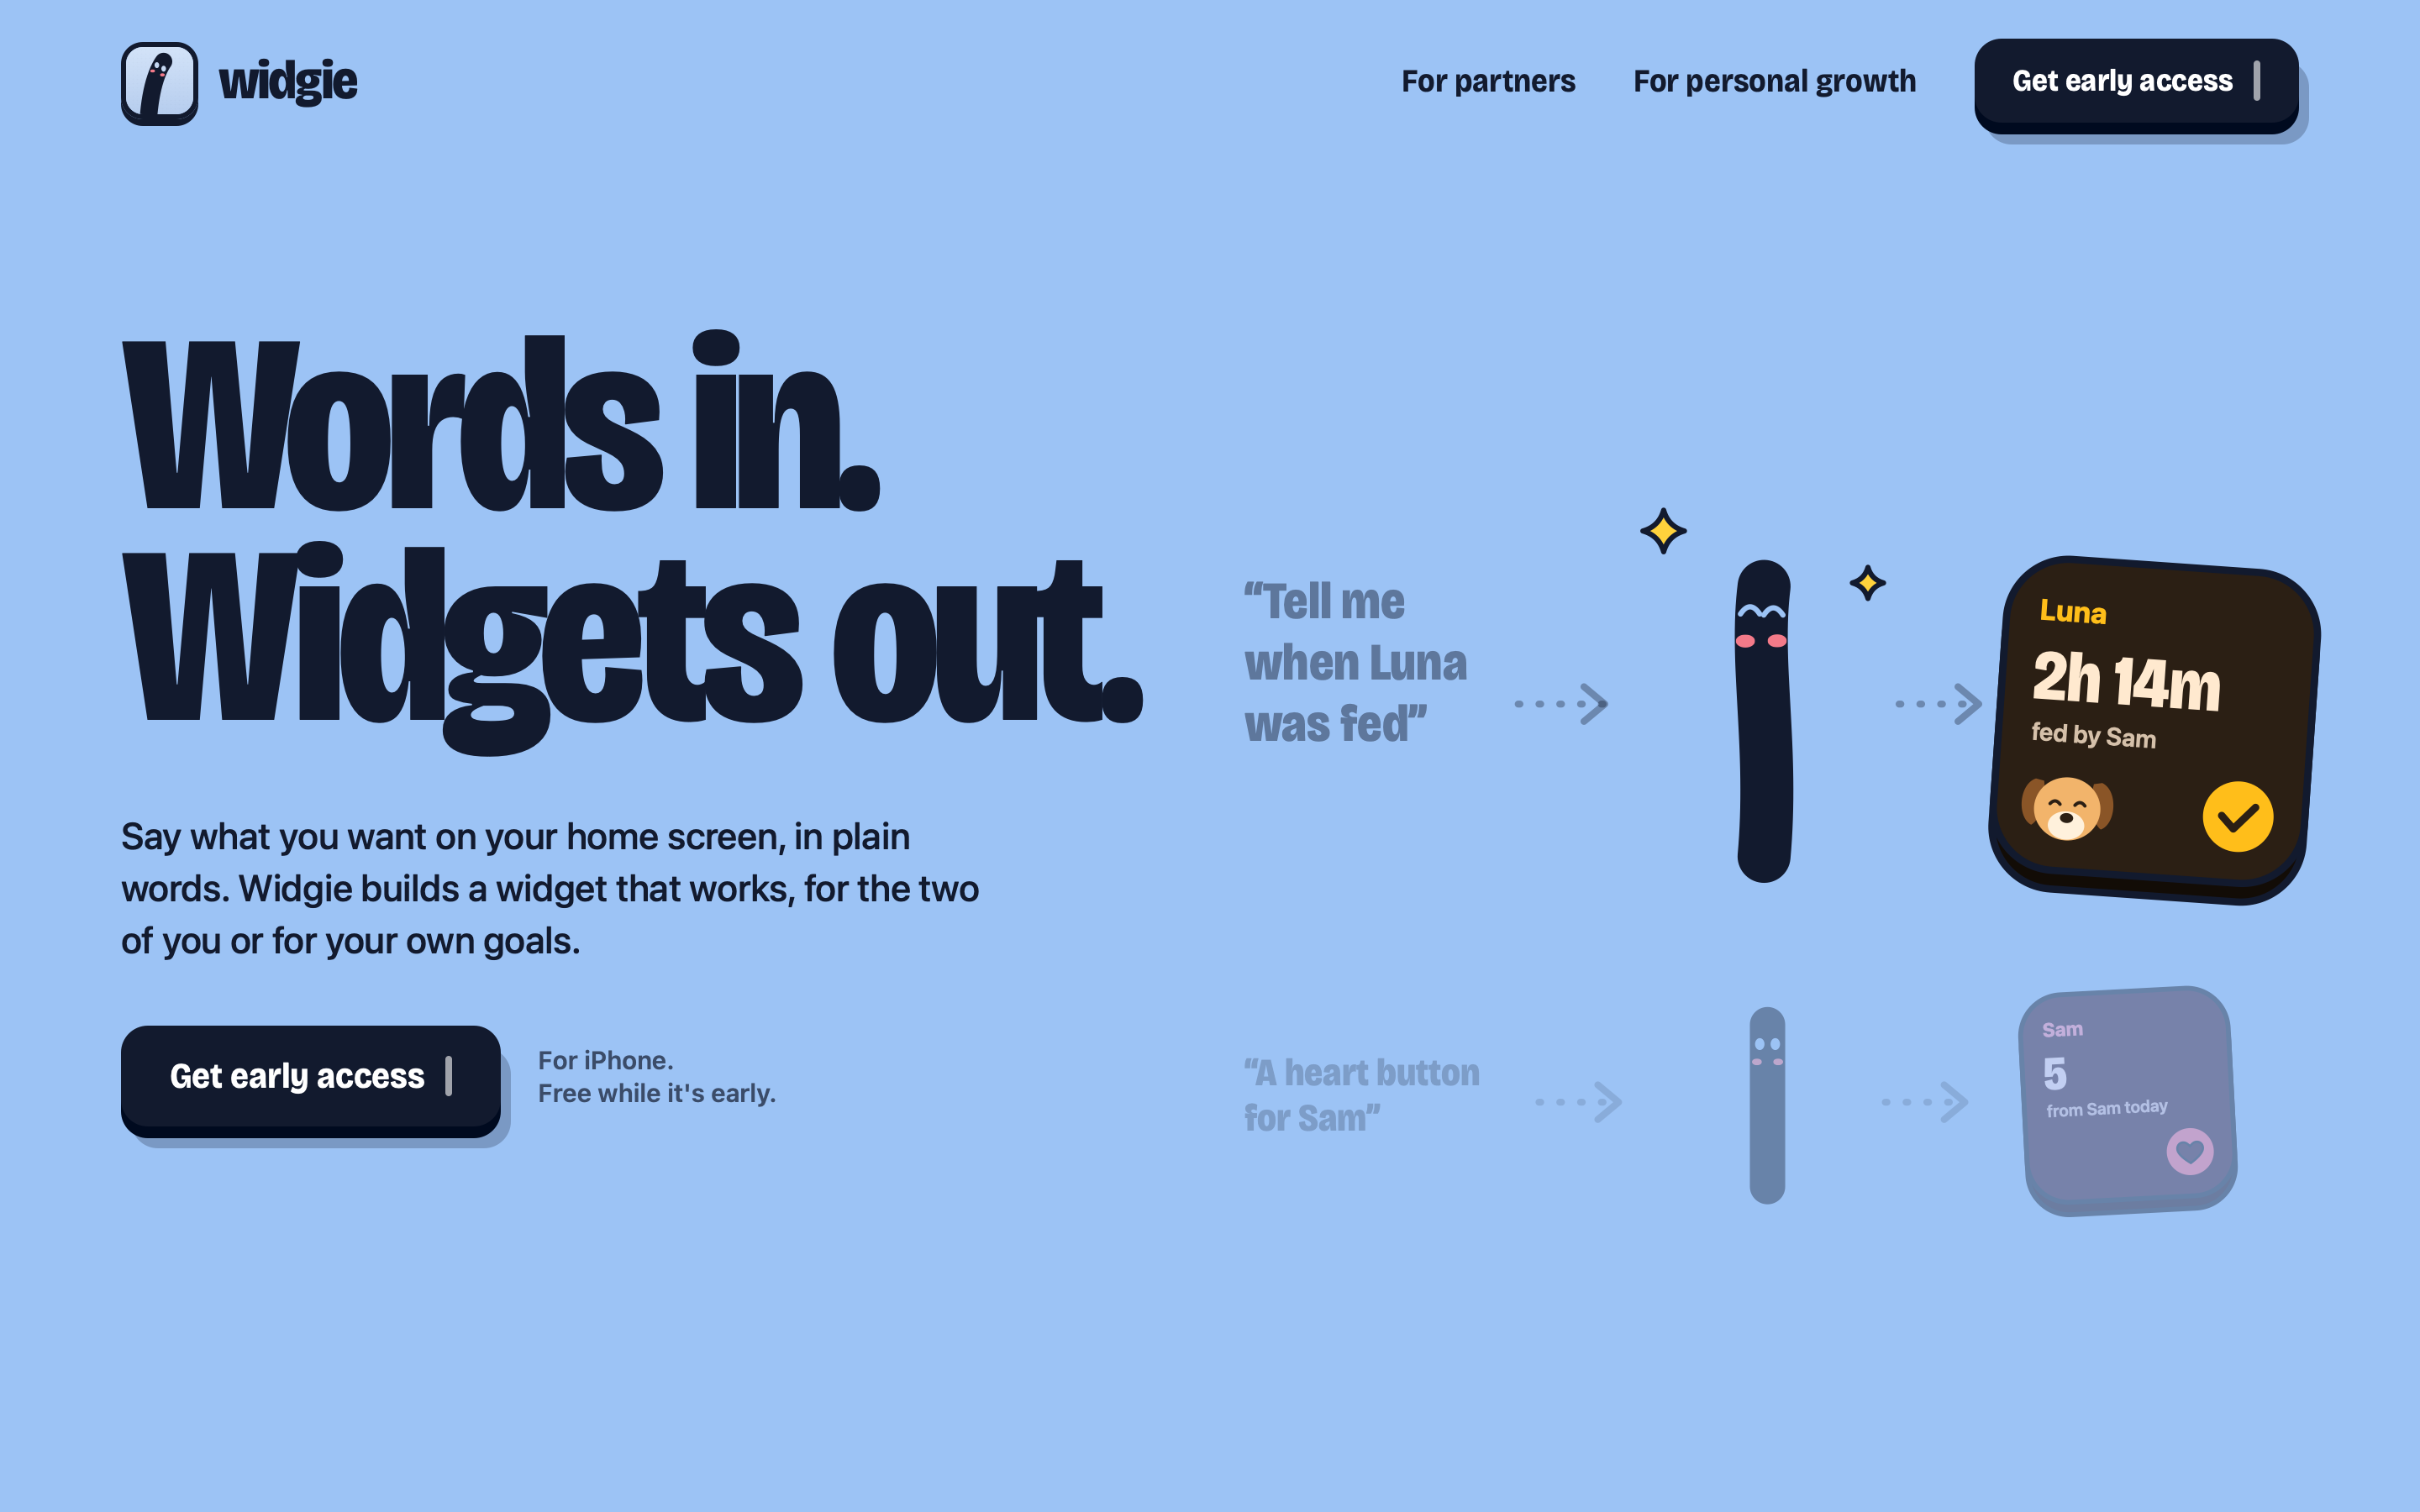 widgie
For partners
For personal growth
Get early access
Words in.
Widgets out.
Say what you want on your home screen, in plain
words. Widgie builds a widget that works, for the two
of you or for your own goals.
Get early access
For iPhone.
Free while it's early.
“Tell me
when Luna
was fed”
Luna
2h 14m
fed by Sam
“A heart button
for Sam”
Sam
5
from Sam today